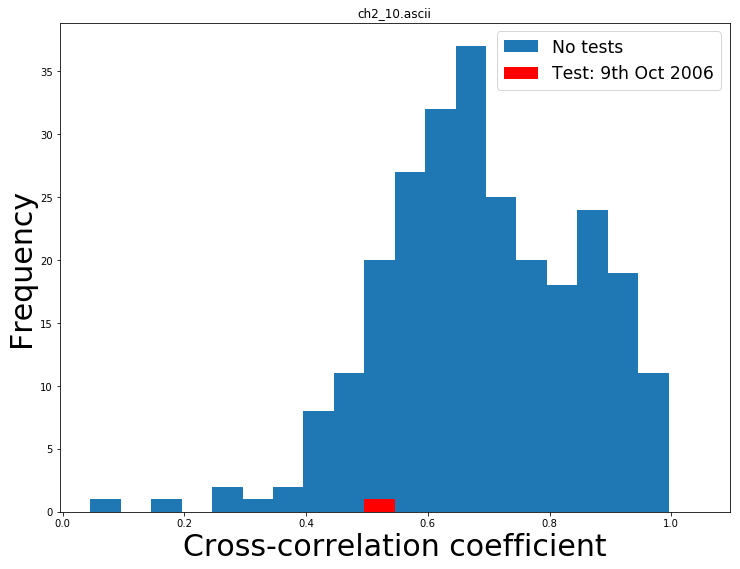 ch2_10.ascii
No tests
Test: 9th Oct 2006
Frequency
35
30
25
20
15
10
5
0
0.0 0.2 0.4 0.6 0.8 1.0
Cross-correlation coefficient